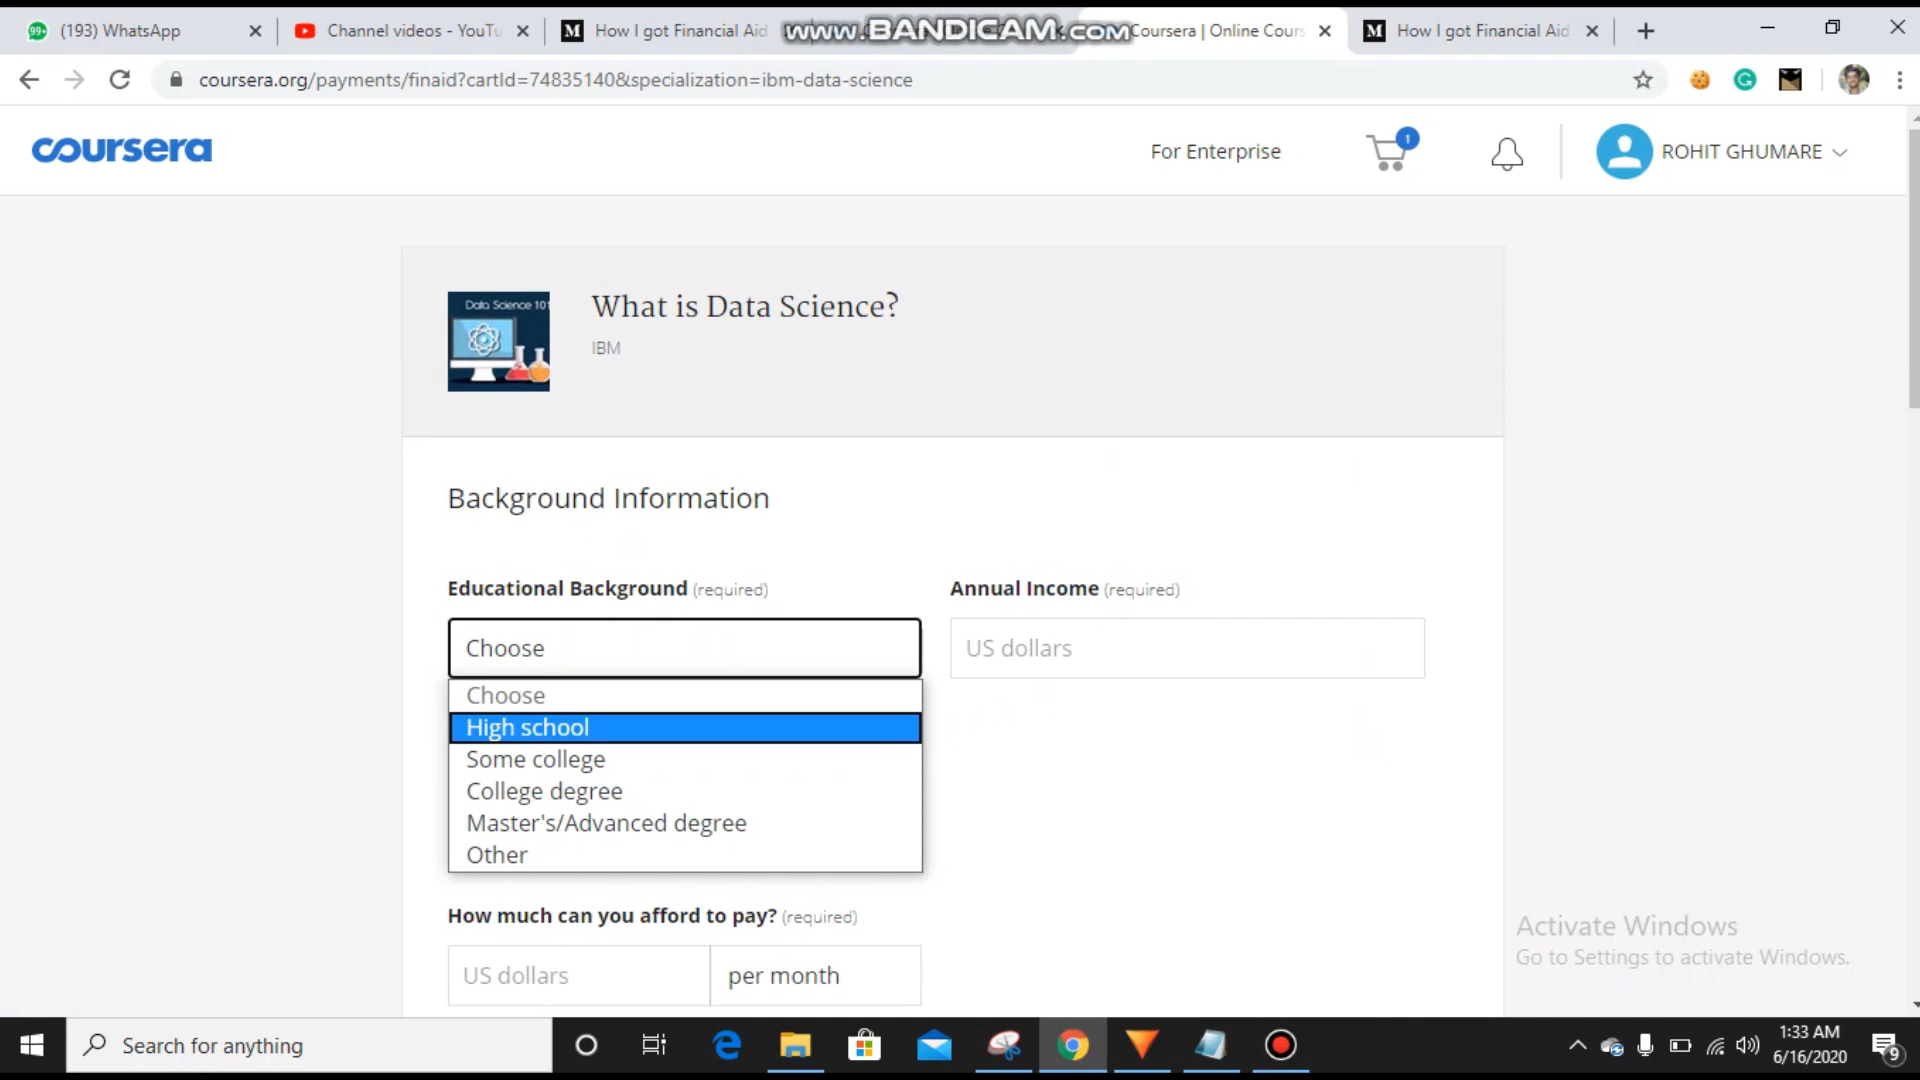 99+ (193) WhatsApp
Channel videos - YouTu
M How I got Financial Aid
www.BANDICAM.com
Coursera | Online Cours
M How I got Financial Aid
coursera.org/payments/finaid?cartId=74835140&specialization=ibm-data-science
coursera
For Enterprise
1
ROHIT GHUMARE
Data Science 101
What is Data Science?
IBM
Background Information
Educational Background (required)
Annual Income (required)
Choose
US dollars
Choose
High school
Some college
College degree
Master's/Advanced degree
Other
How much can you afford to pay? (required)
US dollars
per month
Activate Windows
Go to Settings to activate Windows.
Search for anything
1:33 AM
6/16/2020
9